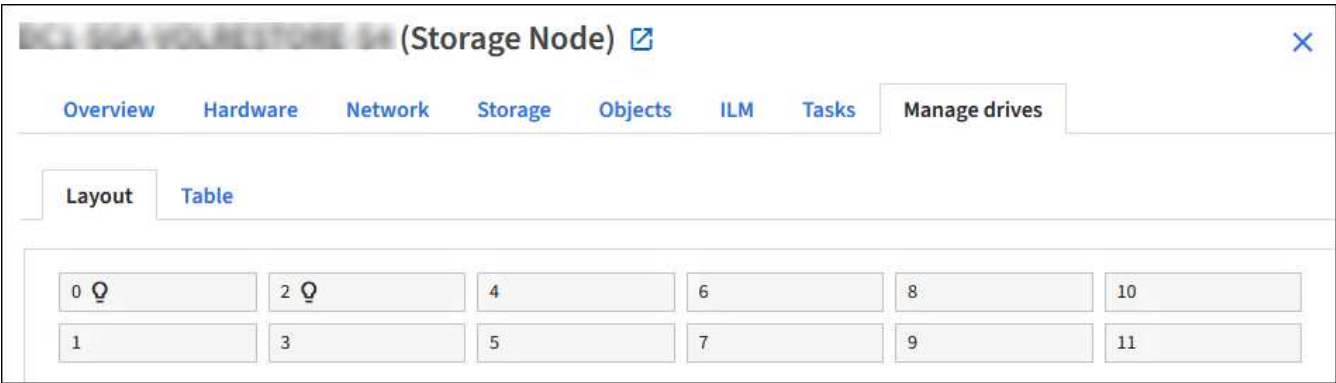 (Storage Node)
Overview Hardware Network Storage Objects ILM Tasks Manage drives
Layout Table
0 2 4 6 8 10
1 3 5 7 9 11